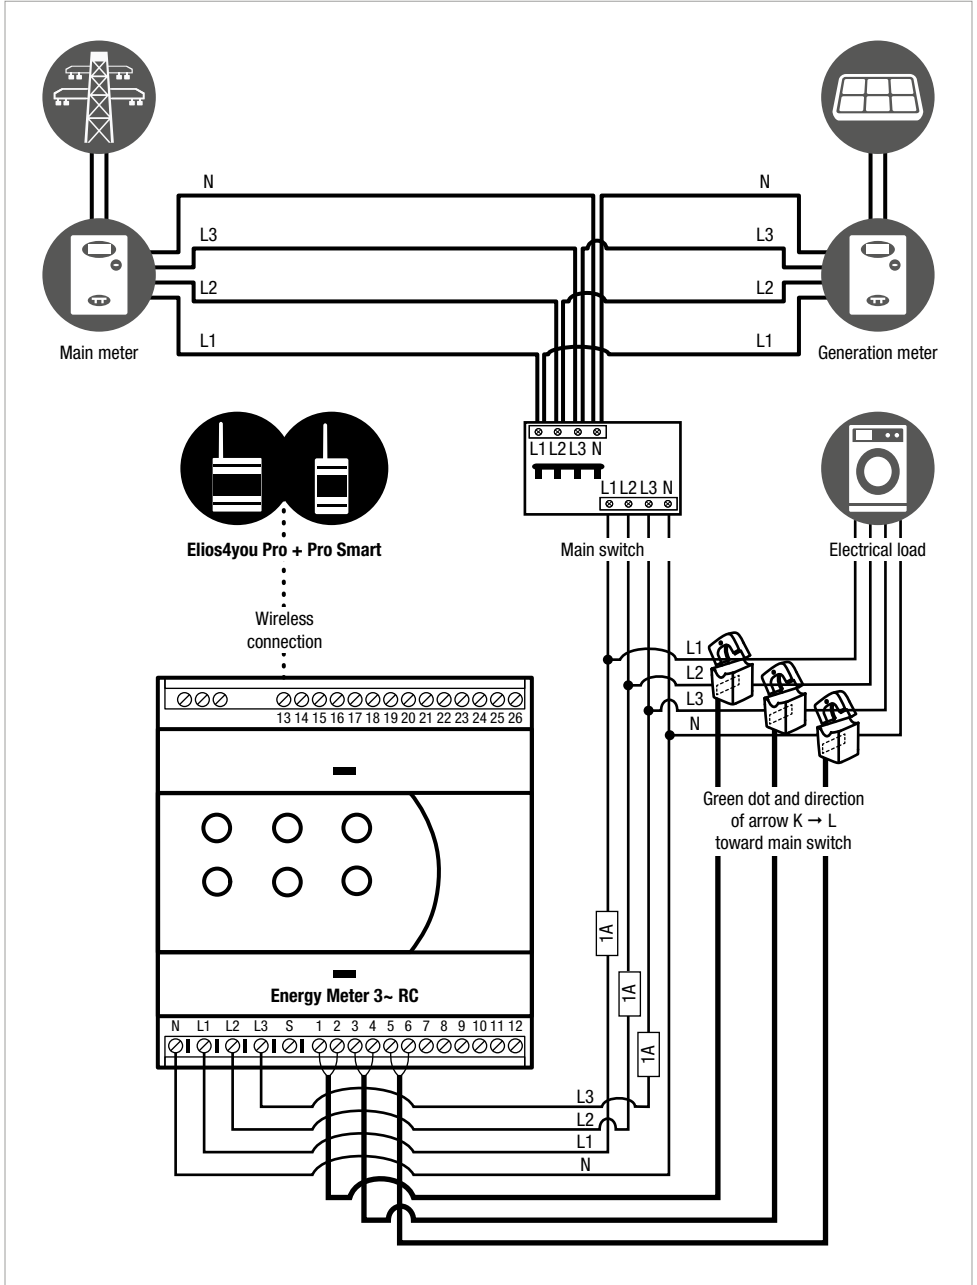 N
N
L3
L3
L2
L2
L1
L1
Main meter
Generation meter
L1 L2 L3 N
L1 L2 L3 N
Elios4you Pro + Pro Smart
Main switch
Electrical load
Wireless
connection
L1
L2
L3
N
13 14 15 16 17 18 19 20 21 22 23 24 25 26
Green dot and direction
of arrow K → L
toward main switch
1A
1A
1A
Energy Meter 3~ RC
N L1 L2 L3 S 1 2 3 4 5 6 7 8 9 10 11 12
L3
L2
L1
N